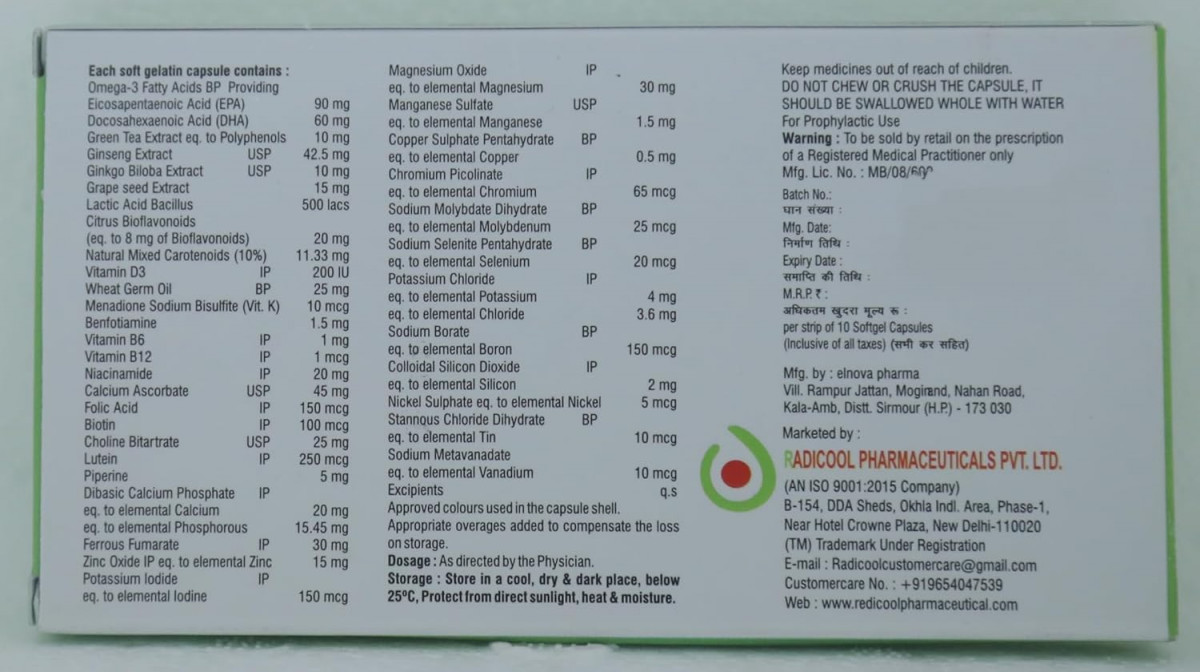 Each soft gelatin capsule contains :
Omega-3 Fatty Acids BP Providing
Eicosapentaenoic Acid (EPA) 90 mg
Docosahexaenoic Acid (DHA) 60 mg
Green Tea Extract eq. to Polyphenols 10 mg
Ginseng Extract USP 42.5 mg
Ginkgo Biloba Extract USP 10 mg
Grape seed Extract 15 mg
Lactic Acid Bacillus 500 lacs
Citrus Bioflavonoids
(eq. to 8 mg of Bioflavonoids) 20 mg
Natural Mixed Carotenoids (10%) 11.33 mg
Vitamin D3 IP 200 IU
Wheat Germ Oil BP 25 mg
Menadione Sodium Bisulfite (Vit. K) 10 mcg
Benfotiamine 1.5 mg
Vitamin B6 IP 1 mg
Vitamin B12 IP 1 mcg
Niacinamide IP 20 mg
Calcium Ascorbate USP 45 mg
Folic Acid IP 150 mcg
Biotin IP 100 mcg
Choline Bitartrate USP 25 mg
Lutein IP 250 mcg
Piperine 5 mg
Dibasic Calcium Phosphate IP
eq. to elemental Calcium 20 mg
eq. to elemental Phosphorous 15.45 mg
Ferrous Fumarate IP 30 mg
Zinc Oxide IP eq. to elemental Zinc 15 mg
Potassium Iodide IP
eq. to elemental Iodine 150 mcg
Magnesium Oxide IP
eq. to elemental Magnesium 30 mg
Manganese Sulfate USP
eq. to elemental Manganese 1.5 mg
Copper Sulphate Pentahydrate BP
eq. to elemental Copper 0.5 mg
Chromium Picolinate IP
eq. to elemental Chromium 65 mcg
Sodium Molybdate Dihydrate BP
eq. to elemental Molybdenum 25 mcg
Sodium Selenite Pentahydrate BP
eq. to elemental Selenium 20 mcg
Potassium Chloride IP
eq. to elemental Potassium 4 mg
eq. to elemental Chloride 3.6 mg
Sodium Borate BP
eq. to elemental Boron 150 mcg
Colloidal Silicon Dioxide IP
eq. to elemental Silicon 2 mg
Nickel Sulphate eq. to elemental Nickel 5 mcg
Stannous Chloride Dihydrate BP
eq. to elemental Tin 10 mcg
Sodium Metavanadate
eq. to elemental Vanadium 10 mcg
Excipients q.s
Approved colours used in the capsule shell.
Appropriate overages added to compensate the loss
on storage.
Dosage : As directed by the Physician.
Storage : Store in a cool, dry & dark place, below
25ºC, Protect from direct sunlight, heat & moisture.
Keep medicines out of reach of children.
DO NOT CHEW OR CRUSH THE CAPSULE, IT
SHOULD BE SWALLOWED WHOLE WITH WATER
For Prophylactic Use
Warning : To be sold by retail on the prescription
of a Registered Medical Practitioner only
Mfg. Lic. No. :
Batch No.:
घान संख्या :
Mfg. Date:
निर्माण तिथि :
Expiry Date :
समाप्ति की तिथि :
M.R.P. ₹ :
अधिकतम खुदरा मूल्य रू :
per strip of 10 Softgel Capsules
(Inclusive of all taxes) (सभी कर सहित)
Mfg. by : elnova pharma
Vill. Rampur Jattan, Moginand, Nahan Road,
Kala-Amb, Distt. Sirmour (H.P.) - 173 030
Marketed by :
RADICOOL PHARMACEUTICALS PVT. LTD.
(AN ISO 9001:2015 Company)
B-154, DDA Sheds, Okhla Indl. Area, Phase-1,
Near Hotel Crowne Plaza, New Delhi-110020
(TM) Trademark Under Registration
E-mail : Radicoolcustomercare@gmail.com
Customercare No. : +919654047539
Web : www.redicoolpharmaceutical.com